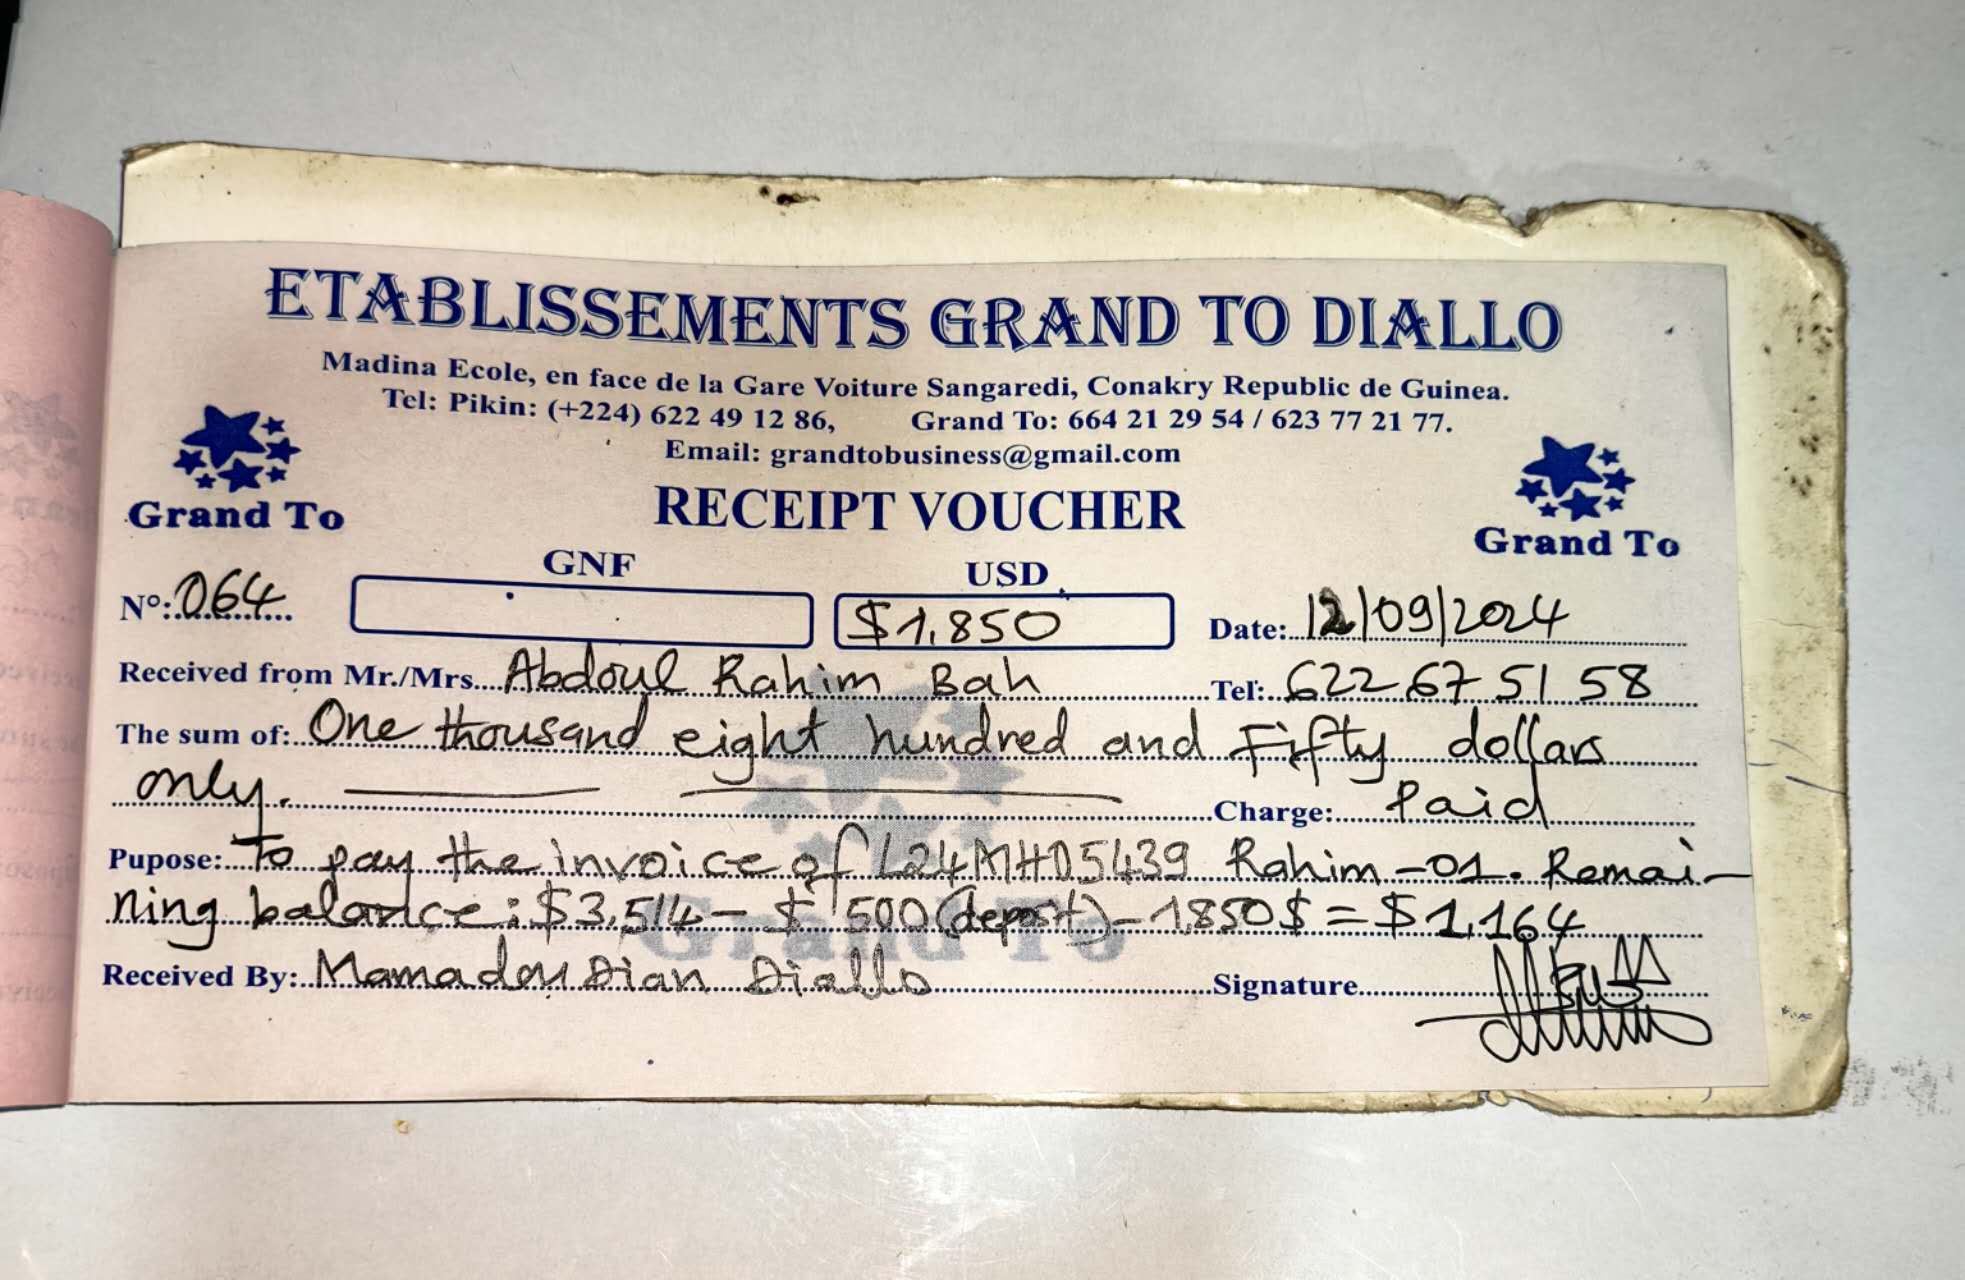 ETABLISSEMENTS GRAND TO DIALLO
Madina Ecole, en face de la Gare Voiture Sangaredi, Conakry Republic de Guinea.
Tel: Pikin: (+224) 622 49 12 86, Grand To: 664 21 29 54 / 623 77 21 77.
Email: grandtobusiness@gmail.com
Grand To
RECEIPT VOUCHER
Grand To
GNF USD
N°: 064 $1,850 Date: 12/09/2024
Received from Mr./Mrs. Abdoul Rahim Bah Tel: 622 67 51 58
The sum of: One thousand eight hundred and Fifty dollars
only. Charge: Paid
Pupose: To pay the invoice of L24MH05439 Rahim-01. Remai-
ning balance: $3,514 - $ 500 (deposit) - 1,850$ = $1,164
Grand To
Received By: Mamadou Dian Diallo Signature